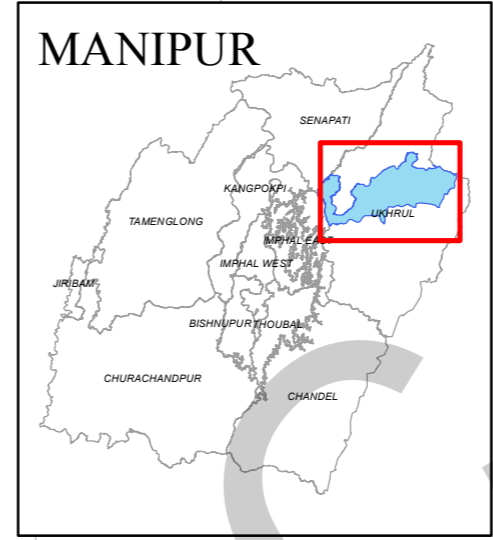 MANIPUR
SENAPATI
KANGPOKPI
TAMENGLONG
UKHRUL
IMPHAL EAST
IMPHAL WEST
JIRIBAM
BISHNUPUR
THOUBAL
CHURACHANDPUR
CHANDEL